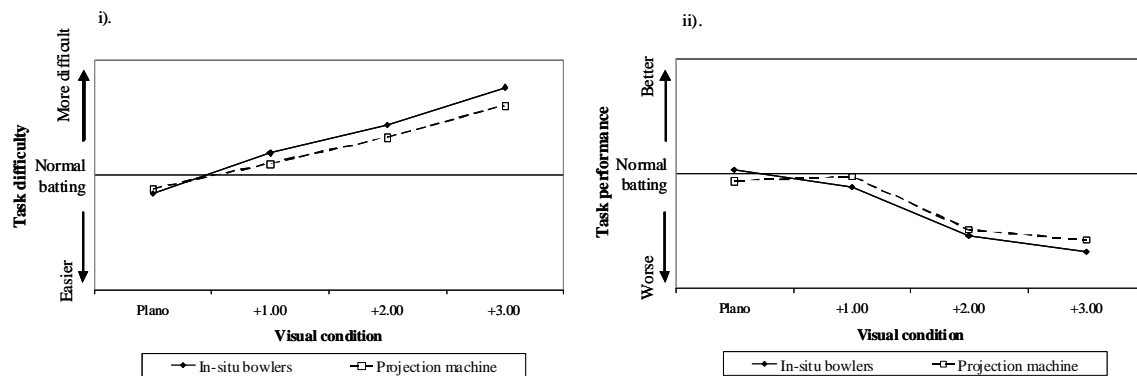 i).
More difficult
Task difficulty
Normal
batting
Easier
Plano +1.00 +2.00 +3.00
Visual condition
In-situ bowlers Projection machine
ii).
Better
Task performance
Normal
batting
Worse
Plano +1.00 +2.00 +3.00
Visual condition
In-situ bowlers Projection machine